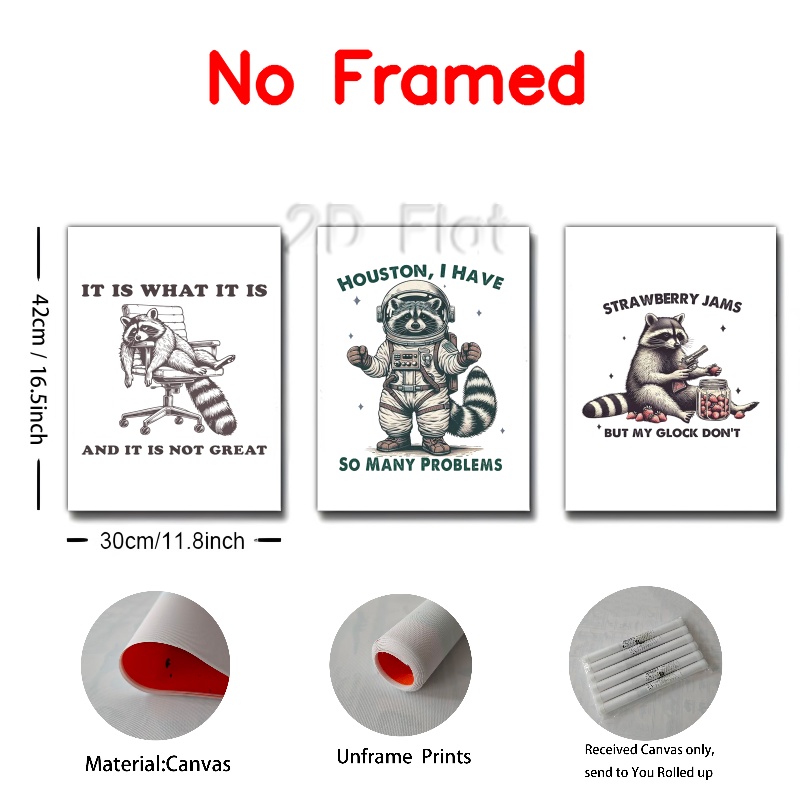 No Framed
2D Flat
IT IS WHAT IT IS
AND IT IS NOT GREAT
HOUSTON, I HAVE
SO MANY PROBLEMS
STRAWBERRY JAMS
BUT MY GLOCK DON'T
42cm / 16.5inch
30cm/11.8inch
Material:Canvas
Unframe Prints
Received Canvas only,
send to You Rolled up